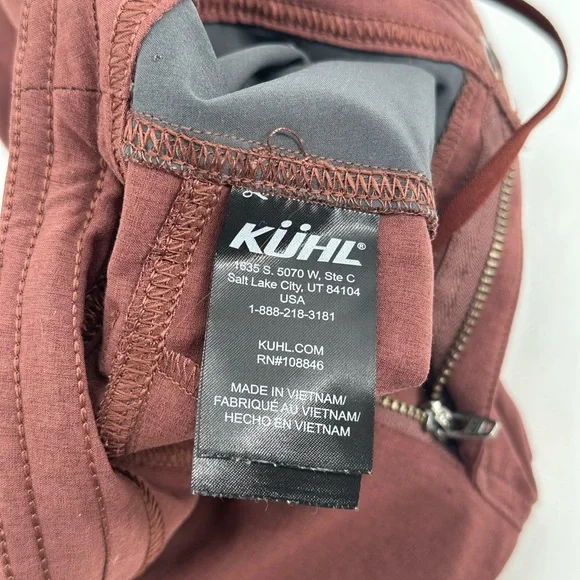 KÜHL®
1635 S. 5070 W, Ste C
Salt Lake City, UT 84104
USA
1-888-218-3181
KUHL.COM
RN#108846
MADE IN VIETNAM/
FABRIQUÉ AU VIETNAM/
HECHO EN VIETNAM